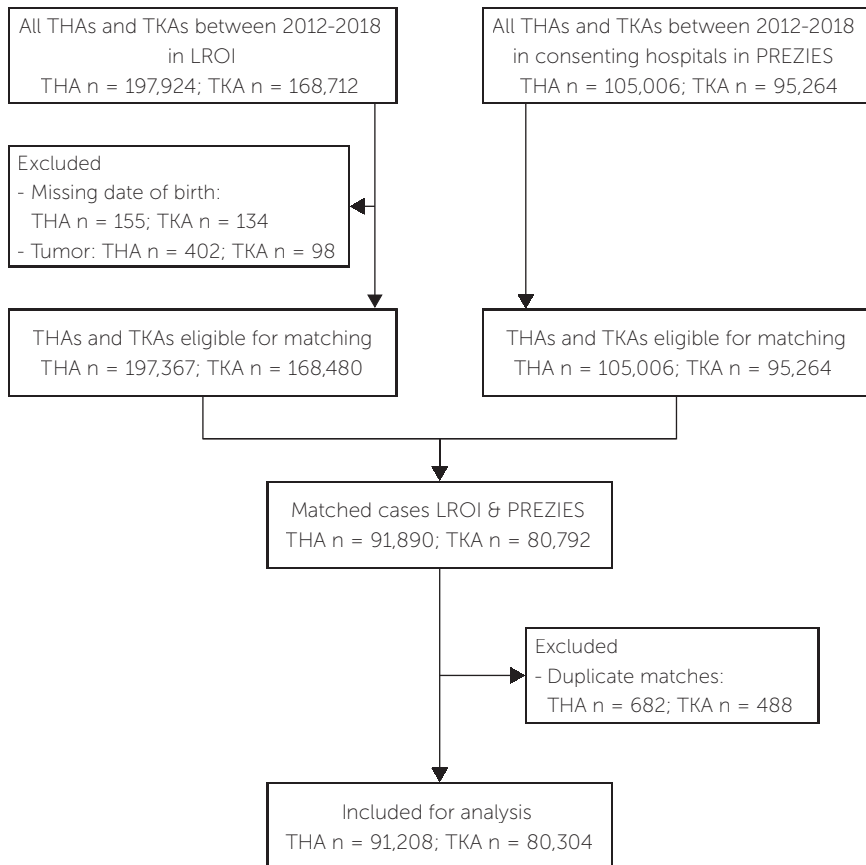 All THAs and TKAs between 2012-2018
in LROI
THA n = 197,924; TKA n = 168,712
All THAs and TKAs between 2012-2018
in consenting hospitals in PREZIES
THA n = 105,006; TKA n = 95,264
Excluded
- Missing date of birth:
THA n = 155; TKA n = 134
- Tumor: THA n = 402; TKA n = 98
THAs and TKAs eligible for matching
THA n = 197,367; TKA n = 168,480
THAs and TKAs eligible for matching
THA n = 105,006; TKA n = 95,264
Matched cases LROI & PREZIES
THA n = 91,890; TKA n = 80,792
Excluded
- Duplicate matches:
THA n = 682; TKA n = 488
Included for analysis
THA n = 91,208; TKA n = 80,304